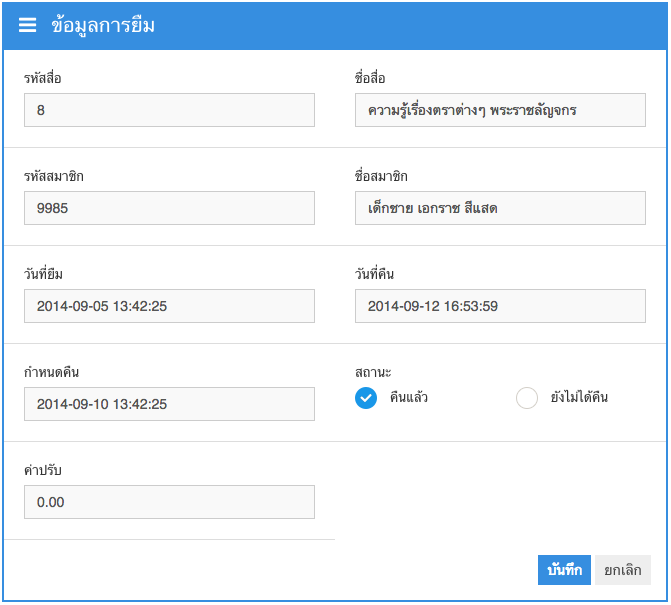 ข้อมูลการยืม
รหัสสื่อ ชื่อสื่อ
8 ความรู้เรื่องตราต่างๆ พระราชลัญจกร
รหัสสมาชิก ชื่อสมาชิก
9985 เด็กชาย เอกราช สีแสด
วันที่ยืม วันที่คืน
2014-09-05 13:42:25 2014-09-12 16:53:59
กำหนดคืน สถานะ
2014-09-10 13:42:25 คืนแล้ว ยังไม่ได้คืน
ค่าปรับ
0.00
บันทึก ยกเลิก